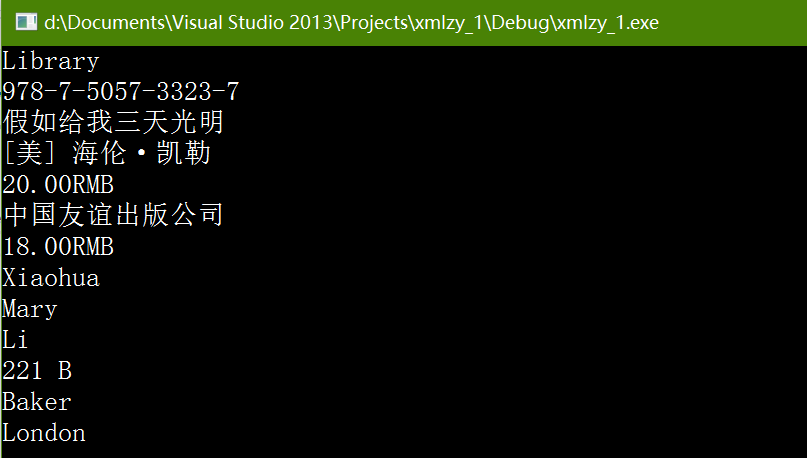 d:\Documents\Visual Studio 2013\Projects\xmlzy_1\Debug\xmlzy_1.exe
Library
978-7-5057-3323-7
假如给我三天光明
[美] 海伦·凯勒
20.00RMB
中国友谊出版公司
18.00RMB
Xiaohua
Mary
Li
221 B
Baker
London